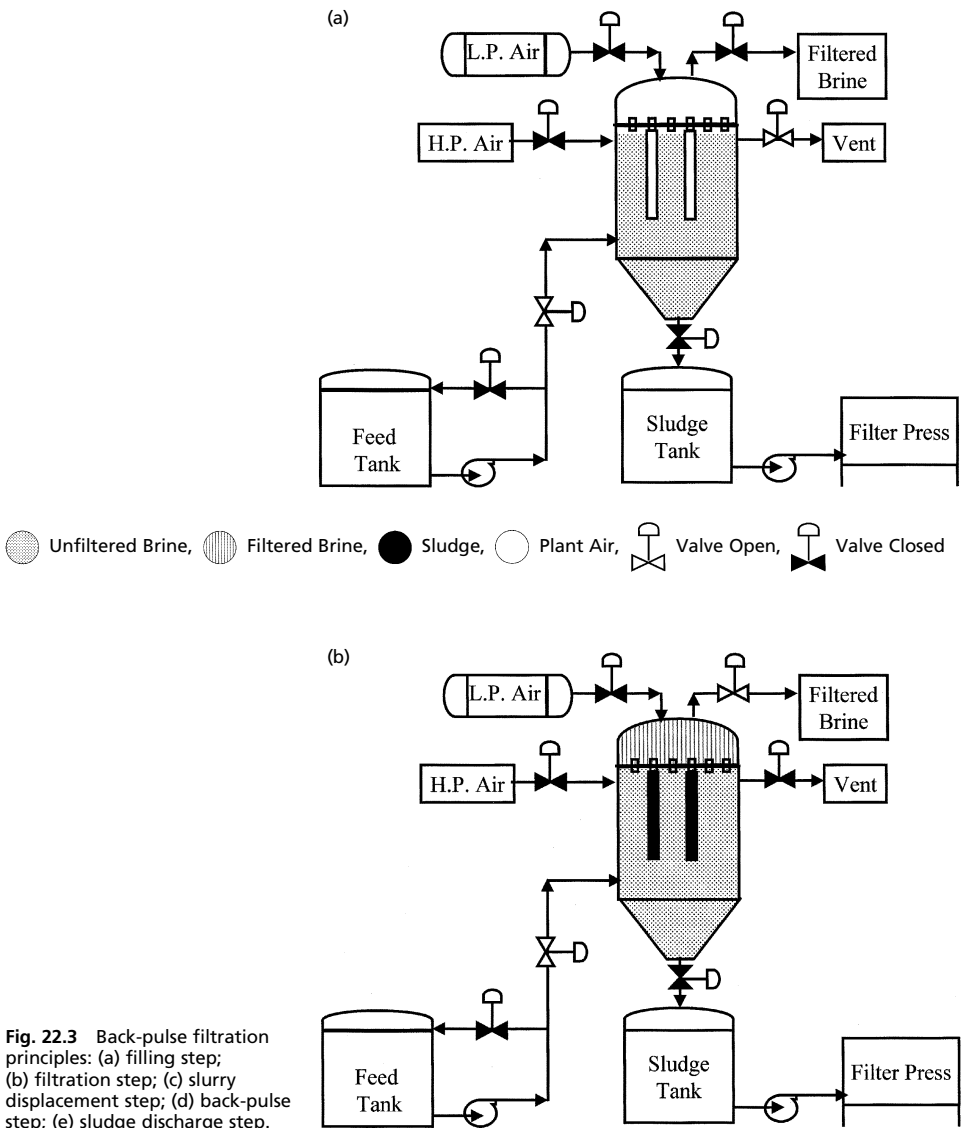 (a)
L.P. Air
Filtered
Brine
H.P. Air
Vent
Feed
Tank
Sludge
Tank
Filter Press
Unfiltered Brine, Filtered Brine, Sludge, Plant Air, Valve Open, Valve Closed
(b)
L.P. Air
Filtered
Brine
H.P. Air
Vent
Feed
Tank
Sludge
Tank
Filter Press
Fig. 22.3 Back-pulse filtration
principles: (a) filling step;
(b) filtration step; (c) slurry
displacement step; (d) back-pulse
step; (e) sludge discharge step.